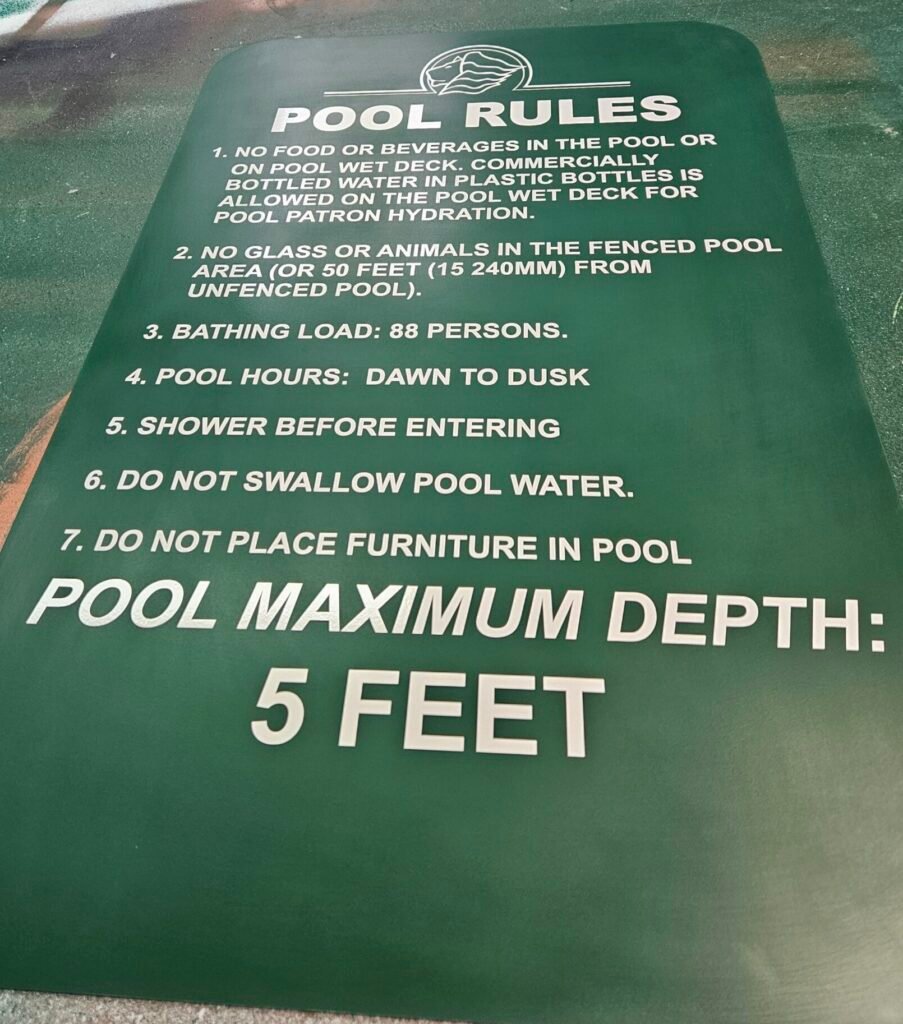 POOL RULES
1. NO FOOD OR BEVERAGES IN THE POOL OR
ON POOL WET DECK. COMMERCIALLY
BOTTLED WATER IN PLASTIC BOTTLES IS
ALLOWED ON THE POOL WET DECK FOR
POOL PATRON HYDRATION.
2. NO GLASS OR ANIMALS IN THE FENCED POOL
AREA (OR 50 FEET (15 240MM) FROM
UNFENCED POOL).
3. BATHING LOAD: 88 PERSONS.
4. POOL HOURS: DAWN TO DUSK
5. SHOWER BEFORE ENTERING
6. DO NOT SWALLOW POOL WATER.
7. DO NOT PLACE FURNITURE IN POOL
POOL MAXIMUM DEPTH:
5 FEET